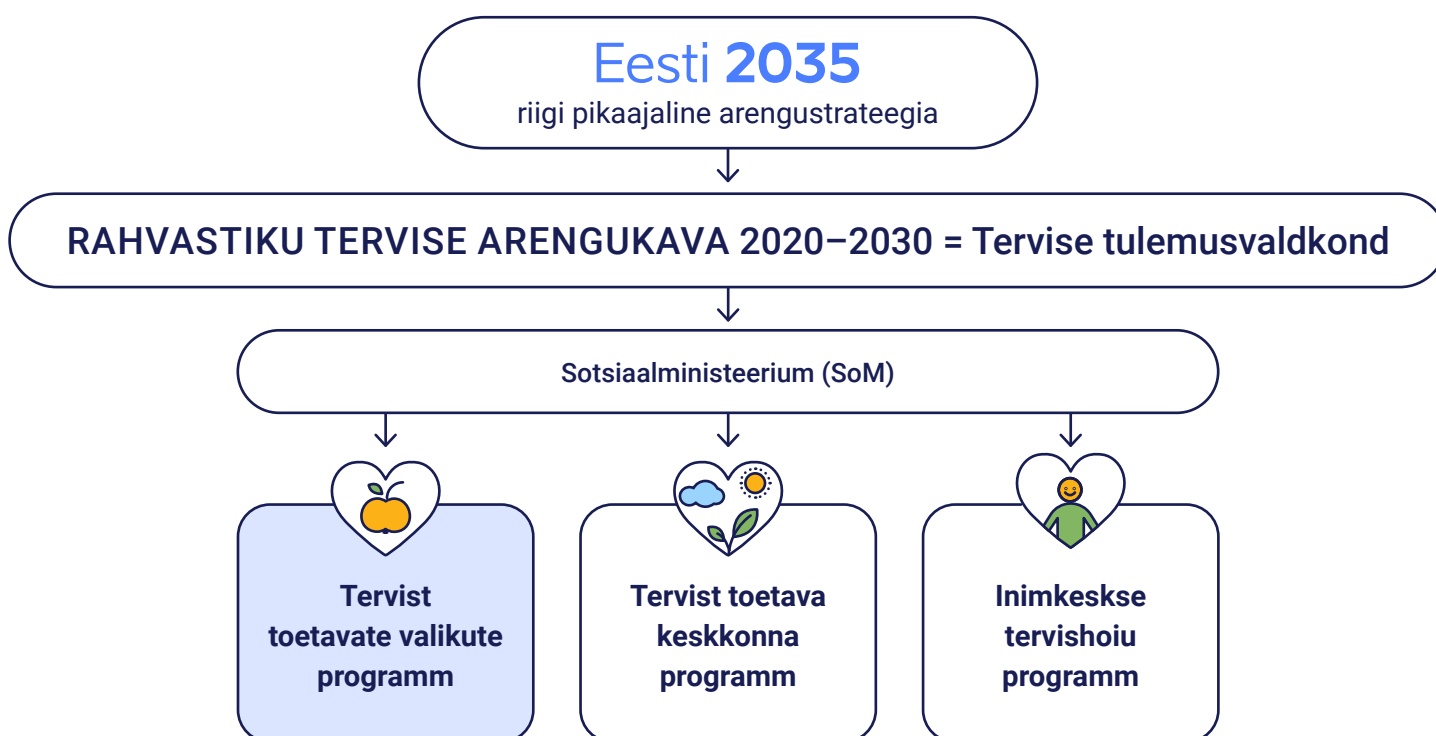 Eesti 2035
riigi pikaajaline arengustrateegia
RAHVASTIKU TERVISE ARENGUKAVA 2020–2030 = Tervise tulemusvaldkond
Sotsiaalministeerium (SoM)
Tervist
toetavate valikute
programm
Tervist toetava
keskkonna
programm
Inimkeskse
tervishoiu
programm